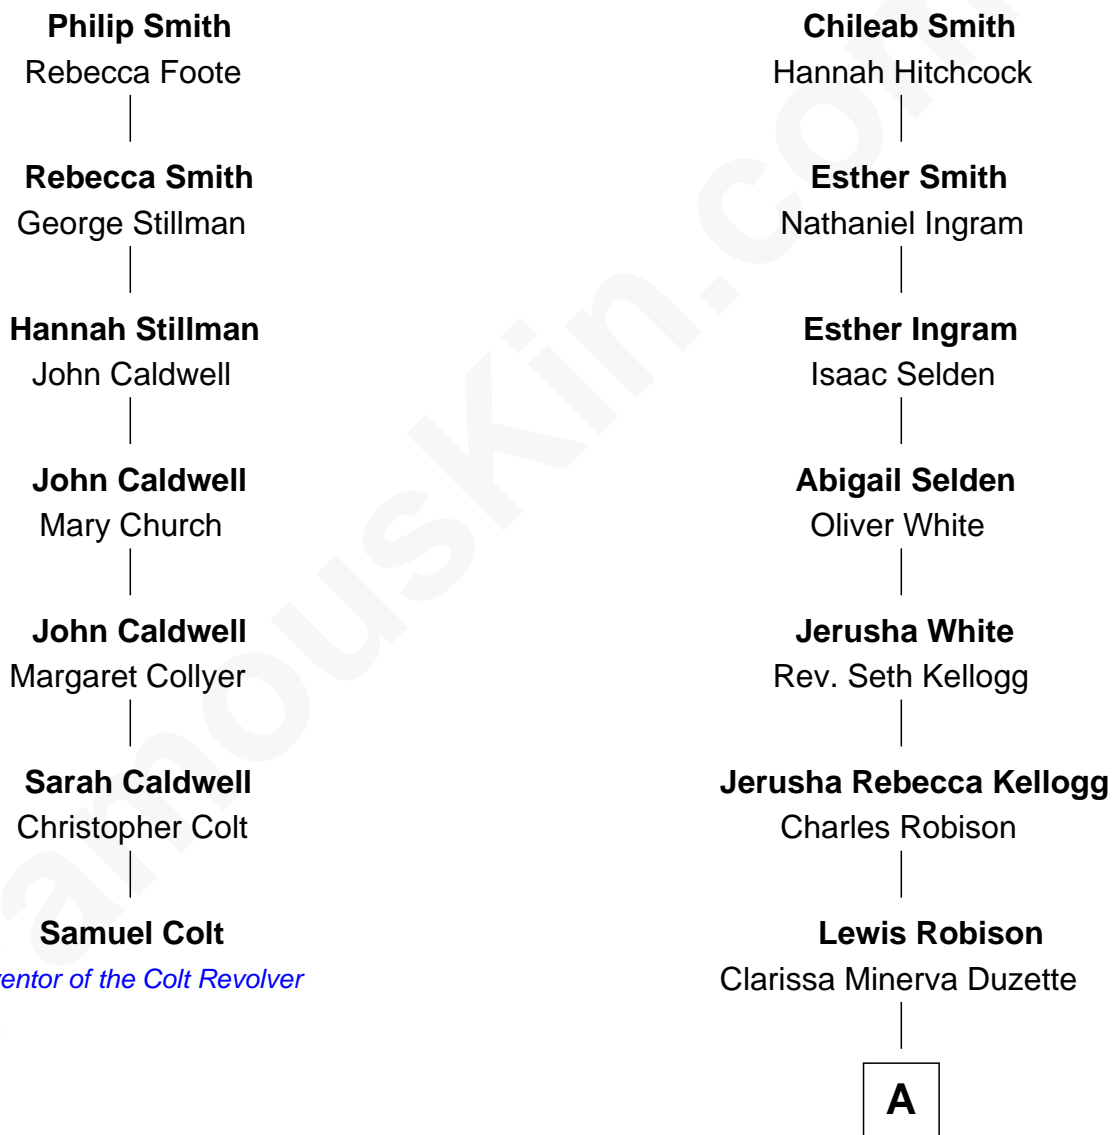 Philip Smith
Rebecca Foote
Rebecca Smith
George Stillman
Hannah Stillman
John Caldwell
John Caldwell
Mary Church
John Caldwell
Margaret Collyer
Sarah Caldwell
Christopher Colt
Samuel Colt
entor of the Colt Revolver
Chileab Smith
Hannah Hitchcock
Esther Smith
Nathaniel Ingram
Esther Ingram
Isaac Selden
Abigail Selden
Oliver White
Jerusha White
Rev. Seth Kellogg
Jerusha Rebecca Kellogg
Charles Robison
Lewis Robison
Clarissa Minerva Duzette
A
amouskin.com